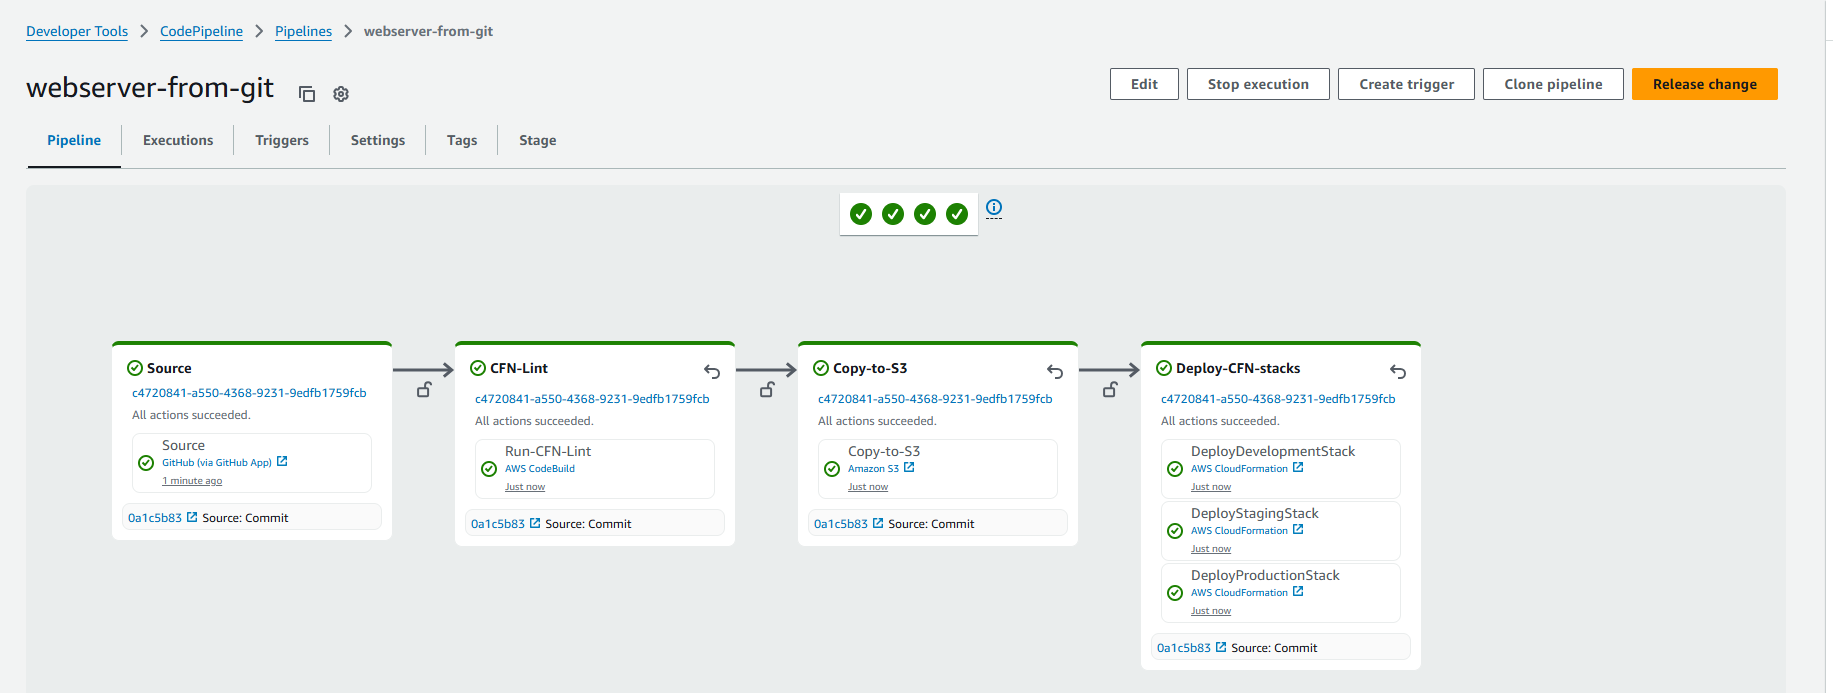 Developer Tools > CodePipeline > Pipelines > webserver-from-git
webserver-from-git
Edit
Stop execution
Create trigger
Clone pipeline
Release change
Pipeline
Executions
Triggers
Settings
Tags
Stage
Source
c4720841-a550-4368-9231-9edfb1759fcb
All actions succeeded.
Source
GitHub (via GitHub App)
1 minute ago
0a1c5b83 Source: Commit
CFN-Lint
c4720841-a550-4368-9231-9edfb1759fcb
All actions succeeded.
Run-CFN-Lint
AWS CodeBuild
Just now
0a1c5b83 Source: Commit
Copy-to-S3
c4720841-a550-4368-9231-9edfb1759fcb
All actions succeeded.
Copy-to-S3
Amazon S3
Just now
0a1c5b83 Source: Commit
Deploy-CFN-stacks
c4720841-a550-4368-9231-9edfb1759fcb
All actions succeeded.
DeployDevelopmentStack
AWS CloudFormation
Just now
DeployStagingStack
AWS CloudFormation
Just now
DeployProductionStack
AWS CloudFormation
Just now
0a1c5b83 Source: Commit